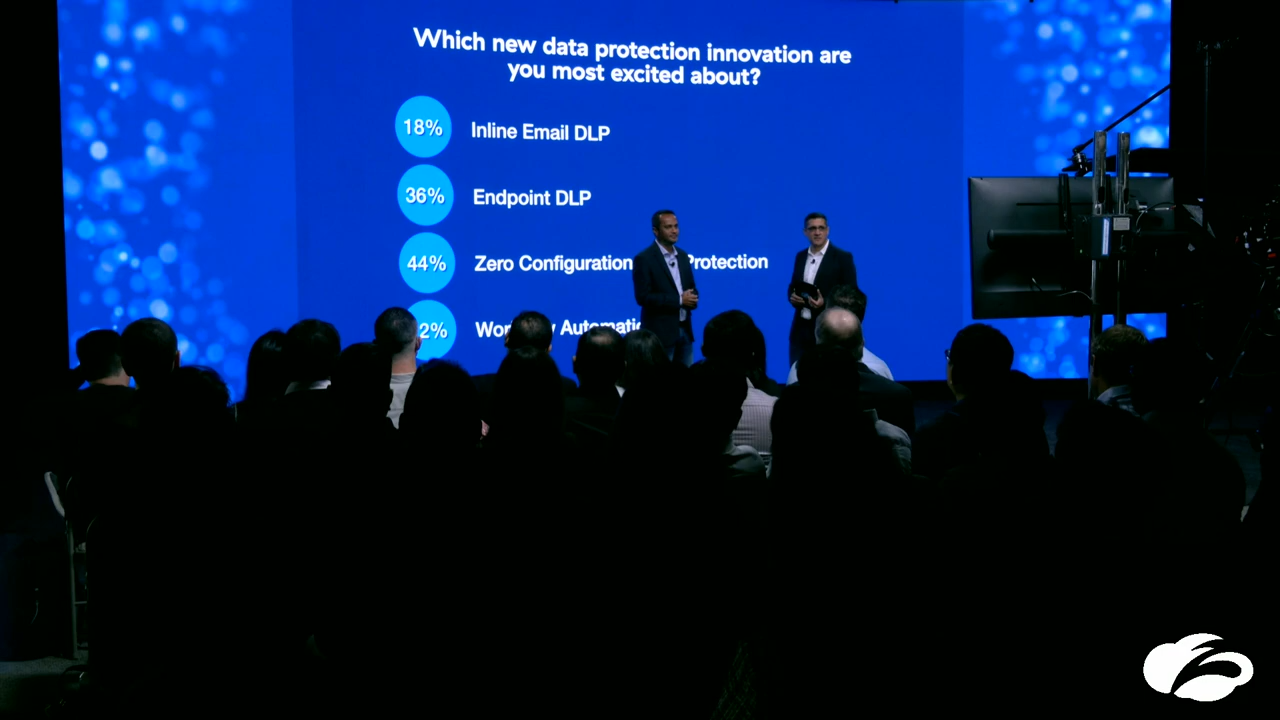 Which new data protection innovation are
you most excited about?
18% Inline Email DLP
36% Endpoint DLP
44% Zero Configuration Protection